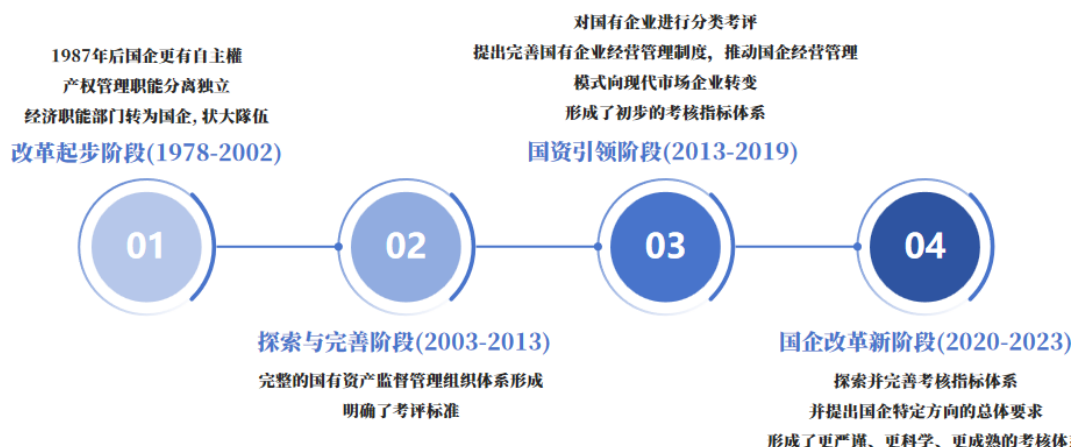 1987年后国企更有自主權
产权管理职能分离独立
经济职能部门转为国企, 状大隊伍
改革起步阶段(1978-2002)
对国有企业进行分类考评
提出完善国有企业经营管理制度，推动国企经营管理
模式向现代市场企业转变
形成了初步的考核指标体系
国资引领阶段(2013-2019)
01
02
03
04
探索与完善阶段(2003-2013)
完整的国有资产监督管理组织体系形成
明确了考评标准
国企改革新阶段(2020-2023)
探索并完善考核指标体系
并提出国企特定方向的总体要求
形成了更严谨、更科学、更成熟的考核体